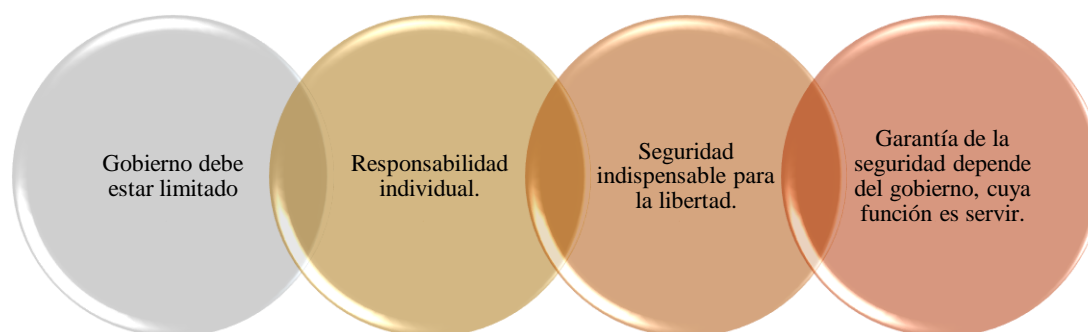 Gobierno debe
estar limitado
Responsabilidad
individual.
Seguridad
indispensable para
la libertad.
Garantía de la
seguridad depende
del gobierno, cuya
función es servir.